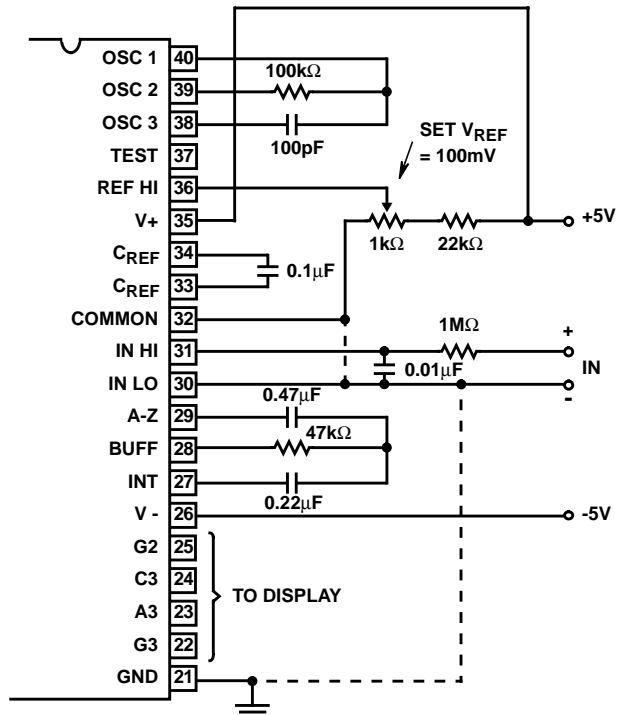 OSC 1 40
OSC 2 39
OSC 3 38
TEST 37
REF HI 36
V+ 35
CREF 34
CREF 33
COMMON 32
IN HI 31
IN LO 30
A-Z 29
BUFF 28
INT 27
V - 26
G2 25
C3 24
A3 23
G3 22
GND 21
100kΩ
100pF
SET VREF
= 100mV
+5V
1kΩ
22kΩ
0.1µF
1MΩ
+
IN
-
0.01µF
0.47µF
47kΩ
0.22µF
-5V
TO DISPLAY